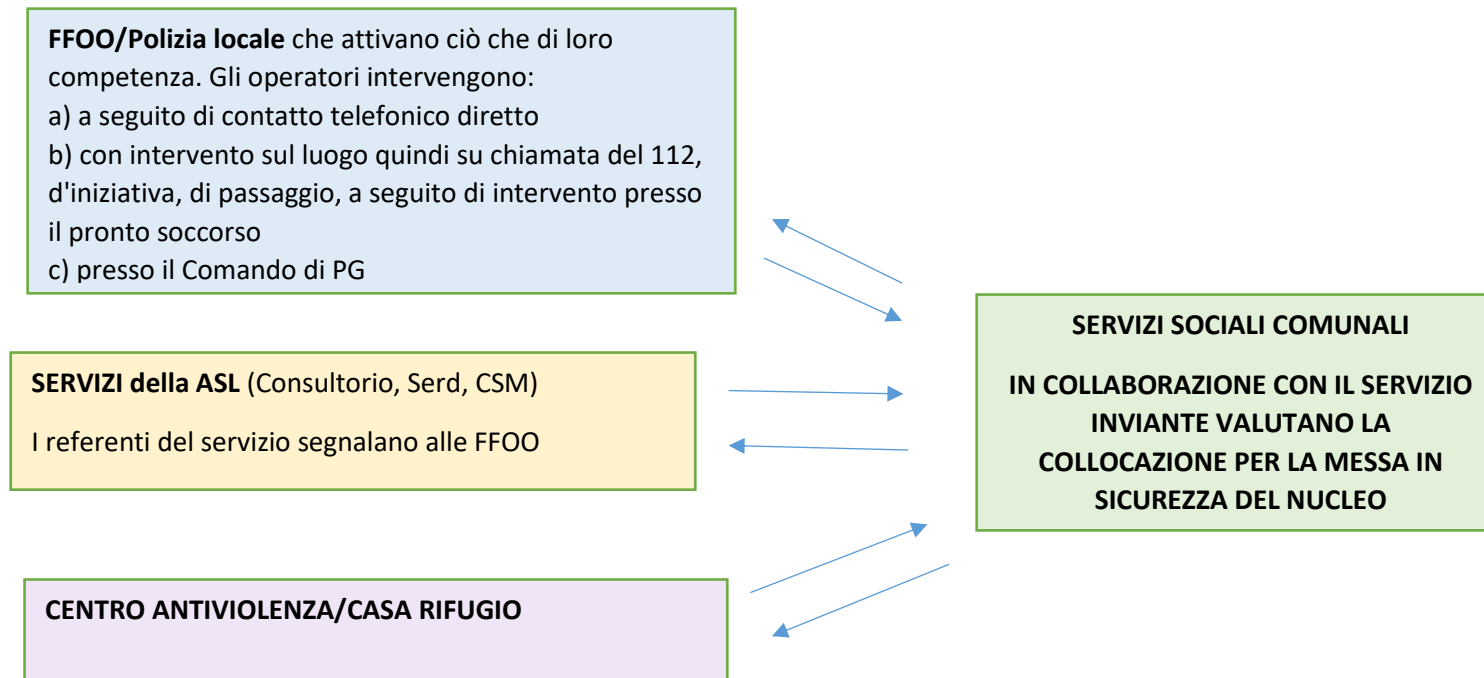 FFOO/Polizia locale che attivano ciò che di loro
competenza. Gli operatori intervengono:
a) a seguito di contatto telefonico diretto
b) con intervento sul luogo quindi su chiamata del 112,
d'iniziativa, di passaggio, a seguito di intervento presso
il pronto soccorso
c) presso il Comando di PG
SERVIZI della ASL (Consultorio, Serd, CSM)
I referenti del servizio segnalano alle FFOO
CENTRO ANTIVIOLENZA/CASA RIFUGIO
SERVIZI SOCIALI COMUNALI
IN COLLABORAZIONE CON IL SERVIZIO
INVIANTE VALUTANO LA
COLLOCAZIONE PER LA MESSA IN
SICUREZZA DEL NUCLEO